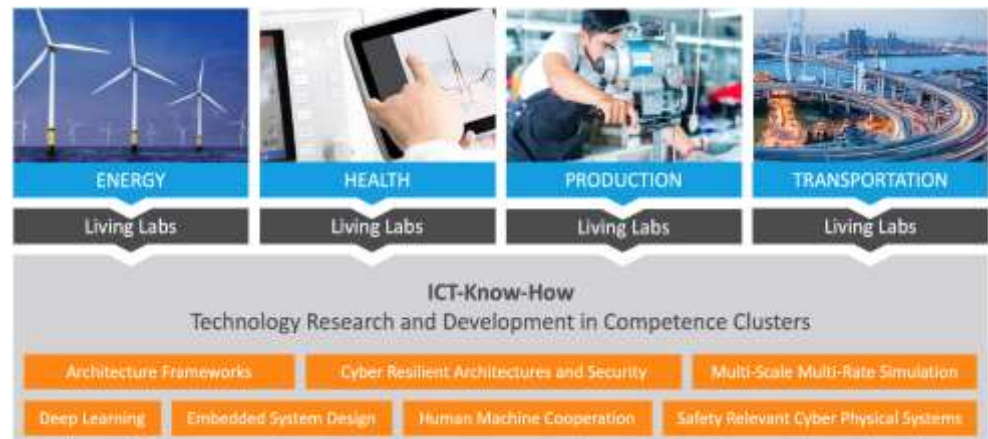 ENERGY
HEALTH
PRODUCTION
TRANSPORTATION
Living Labs
Living Labs
Living Labs
Living Labs
ICT-Know-How
Technology Research and Development in Competence Clusters
Architecture Frameworks
Cyber Resilient Architectures and Security
Multi-Scale Multi-Rate Simulation
Deep Learning
Embedded System Design
Human Machine Cooperation
Safety Relevant Cyber Physical Systems